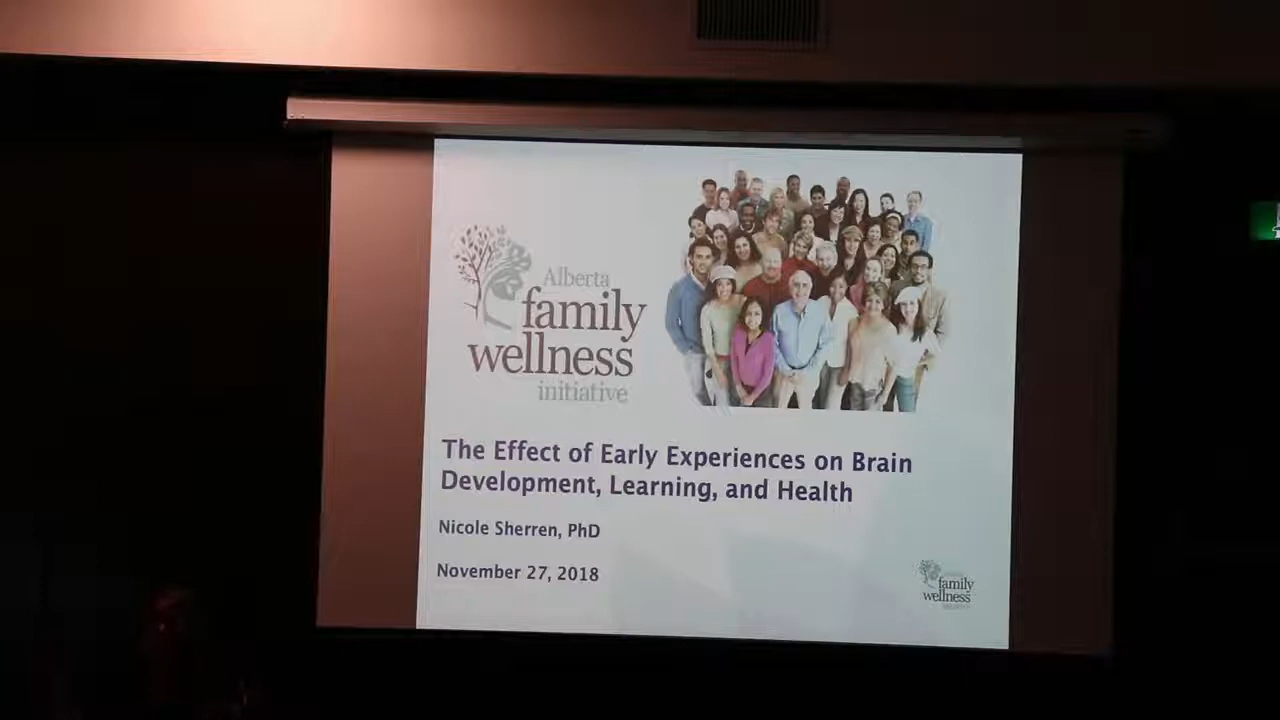 Alberta
family
wellness
initiative
The Effect of Early Experiences on Brain
Development, Learning, and Health
Nicole Sherren, PhD
November 27, 2018
family
wellness